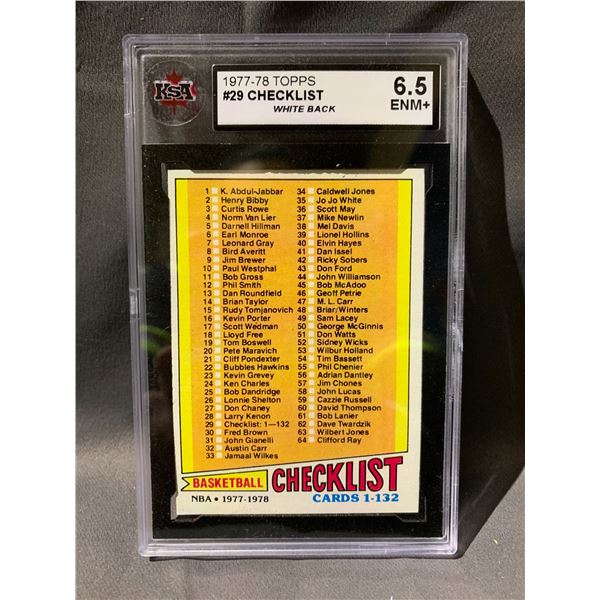 KSA
1977-78 TOPPS
#29 CHECKLIST
WHITE BACK
6.5
ENM+
1 K. Abdul-Jabbar
2 Henry Bibby
3 Curtis Rowe
4 Norm Van Lier
5 Darnell Hillman
6 Earl Monroe
7 Leonard Gray
8 Bird Averitt
9 Jim Brewer
10 Paul Westphal
11 Bob Gross
12 Phil Smith
13 Dan Roundfield
14 Brian Taylor
15 Rudy Tomjanovich
16 Kevin Porter
17 Scott Wedman
18 Lloyd Free
19 Tom Boswell
20 Pete Maravich
21 Cliff Pondexter
22 Bubbles Hawkins
23 Kevin Grevey
24 Ken Charles
25 Bob Dandridge
26 Lonnie Shelton
27 Don Chaney
28 Larry Kenon
29 Checklist: 1—132
30 Fred Brown
31 John Gianelli
32 Austin Carr
33 Jamaal Wilkes
34 Caldwell Jones
35 Jo Jo White
36 Scott May
37 Mike Newlin
38 Mel Davis
39 Lionel Hollins
40 Elvin Hayes
41 Dan Issel
42 Ricky Sobers
43 Don Ford
44 John Williamson
45 Bob McAdoo
46 Geoff Petrie
47 M. L. Carr
48 Briar/Winters
49 Sam Lacey
50 George McGinnis
51 Don Watts
52 Sidney Wicks
53 Wilbur Holland
54 Tim Bassett
55 Phil Chenier
56 Adrian Dantley
57 Jim Chones
58 John Lucas
59 Cazzie Russell
60 David Thompson
61 Bob Lanier
62 Dave Twardzik
63 Wilbert Jones
64 Clifford Ray
BASKETBALL
CHECKLIST
NBA • 1977-1978
CARDS 1-132